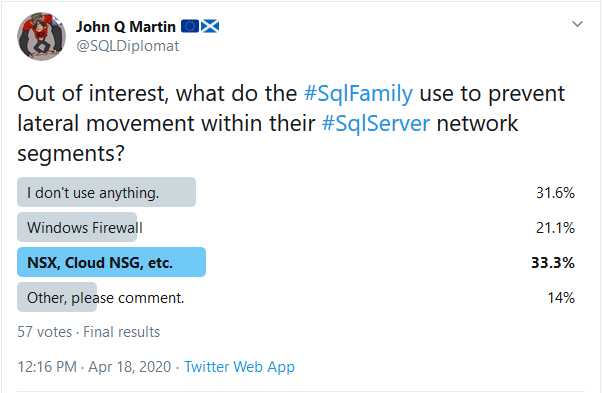 John Q Martin 🇪🇺🏴󠁧󠁢󠁳󠁣󠁴󠁿
@SQLDiplomat
Out of interest, what do the #SqlFamily use to prevent
lateral movement within their #SqlServer network
segments?
I don't use anything. 31.6%
Windows Firewall 21.1%
NSX, Cloud NSG, etc. 33.3%
Other, please comment. 14%
57 votes · Final results
12:16 PM · Apr 18, 2020 · Twitter Web App